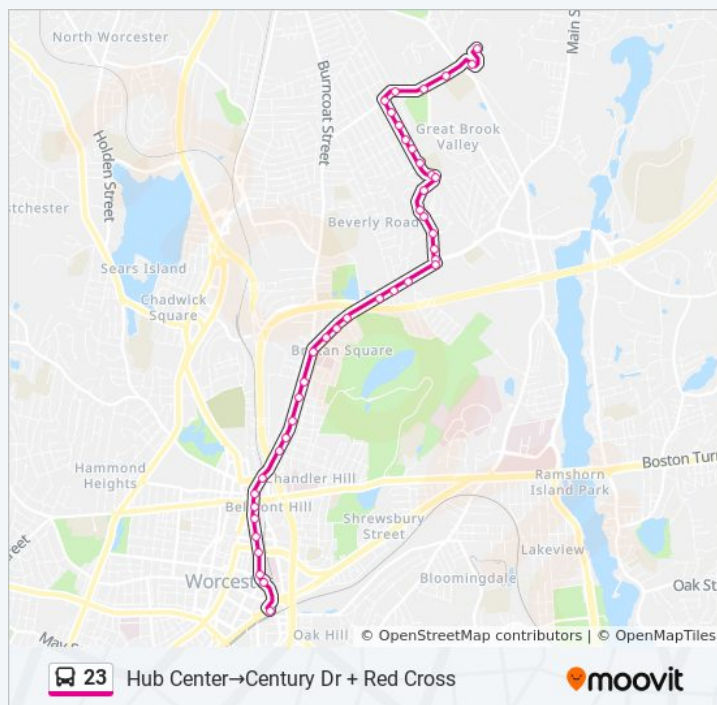 North Worcester
Main S
Burncoat Street
Great Brook
Valley
Holden Street
stchester
Beverly Road
Sears Island
Chadwick
Square
Brittan Square
Hammond
Heights
Chandler Hill
Boston Turn
Ramshorn
Island Park
Belmont Hill
Shrewsbury
Street
Lakeview
Worcester
Bloomingdale
Oak St
May S
Oak Hill
© OpenStreetMap contributors | © OpenMapTiles
23 Hub Center→Century Dr + Red Cross
moovit